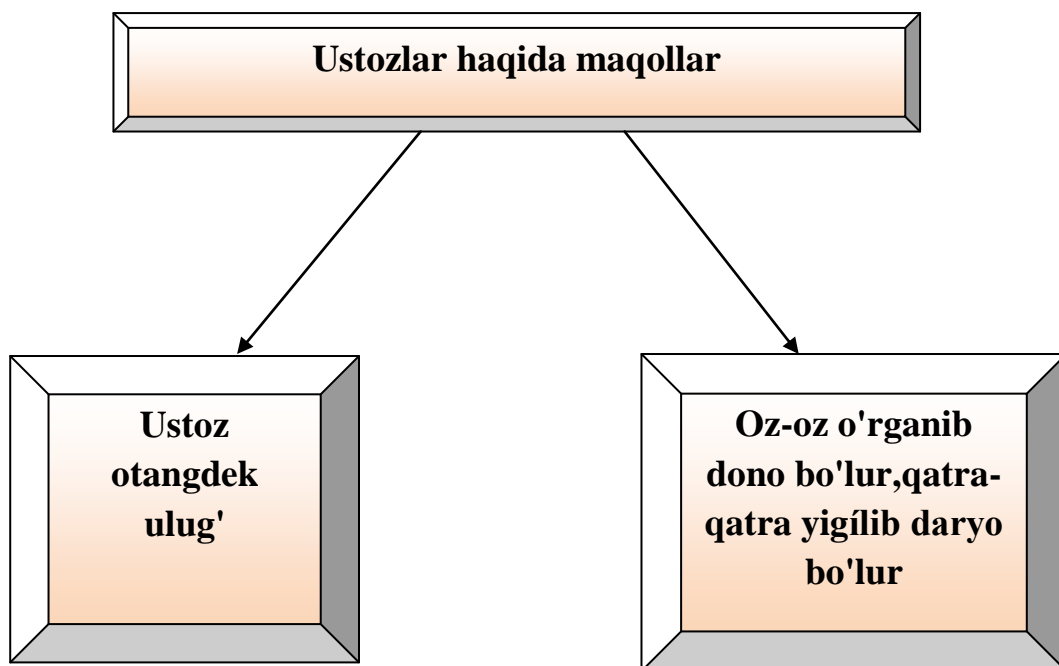 Ustozlar haqida maqollar
Ustoz
otangdek
ulug'
Oz-oz o'rganib
dono bo'lur,qatra-
qatra yigílib daryo
bo'lur